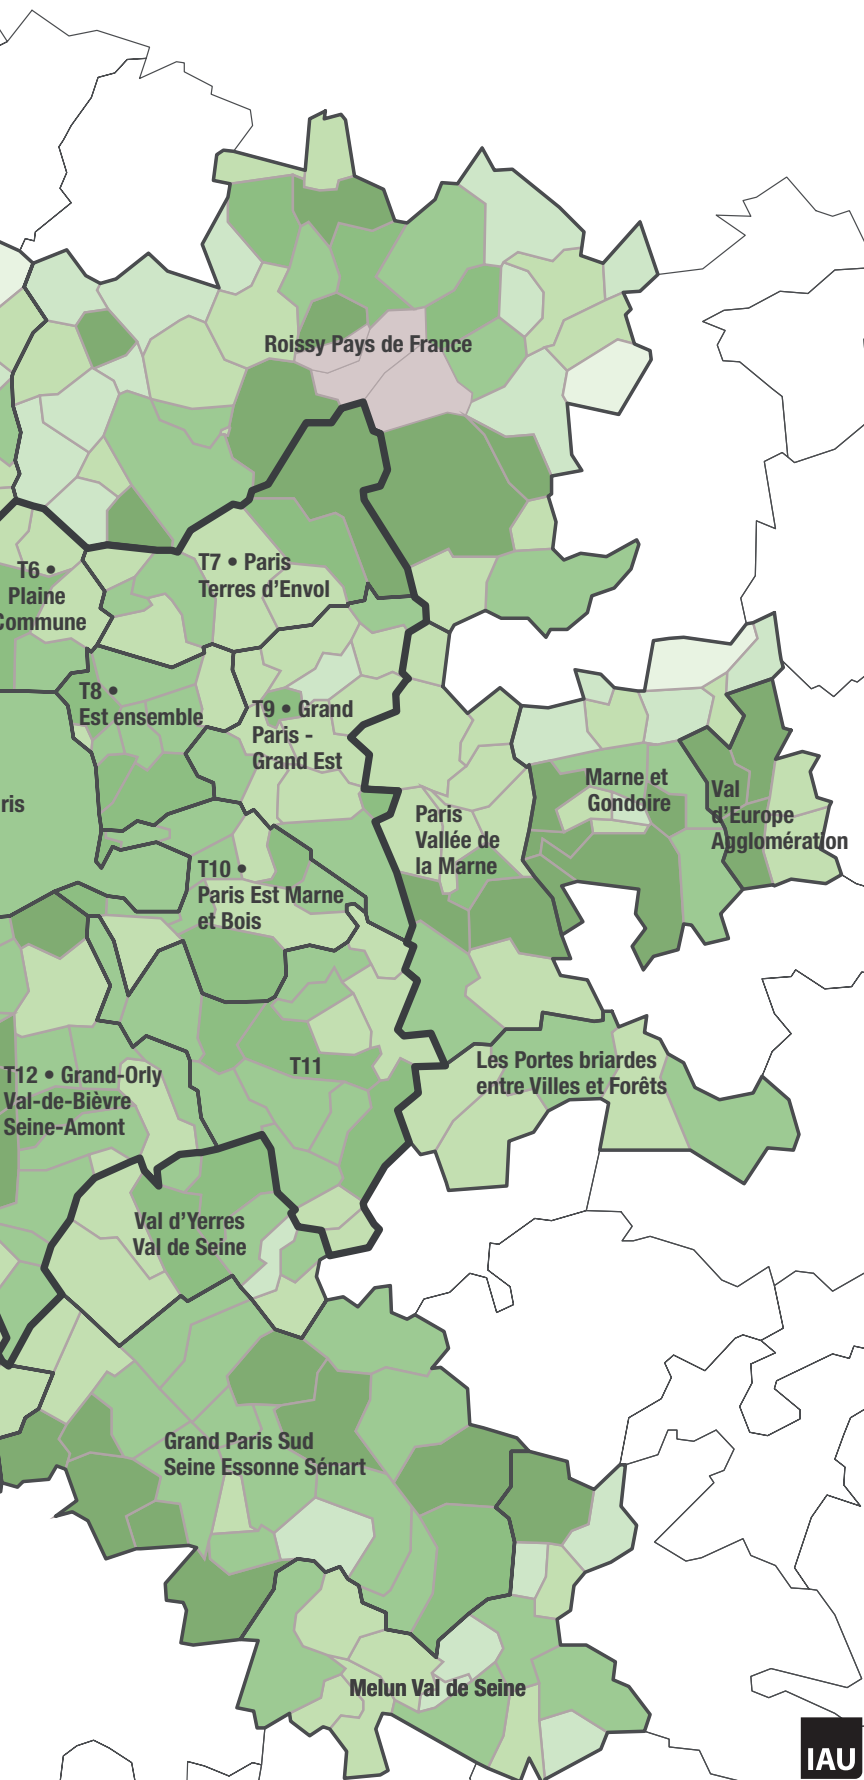 Roissy Pays de France
T6 •
Plaine
Commune
T7 • Paris
Terres d’Envol
T8 •
Est ensemble
T9 • Grand
Paris -
Grand Est
ris
Paris
Vallée de
la Marne
Marne et
Gondoire
Val
d’Europe
Agglomération
T10 •
Paris Est Marne
et Bois
T11
T12 • Grand-Orly
Val-de-Bièvre
Seine-Amont
Les Portes briardes
entre Villes et Forêts
Val d’Yerres
Val de Seine
Grand Paris Sud
Seine Essonne Sénart
Melun Val de Seine
IAU